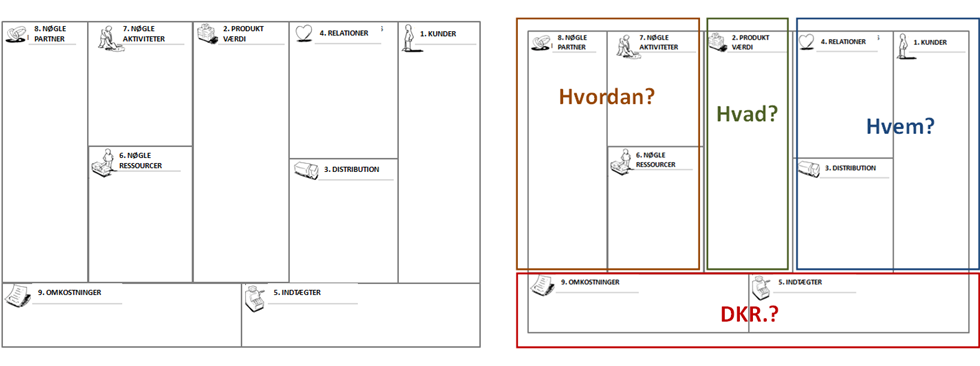 8. NØGLE
PARTNER
7. NØGLE
AKTIVITETER
2. PRODUKT
VÆRDI
4. RELATIONER
1. KUNDER
6. NØGLE
RESSOURCER
3. DISTRIBUTION
9. OMKOSTNINGER
5. INDTÆGTER
8. NØGLE
PARTNER
7. NØGLE
AKTIVITETER
2. PRODUKT
VÆRDI
4. RELATIONER
1. KUNDER
Hvordan?
Hvad?
Hvem?
6. NØGLE
RESSOURCER
3. DISTRIBUTION
9. OMKOSTNINGER
5. INDTÆGTER
DKR.?